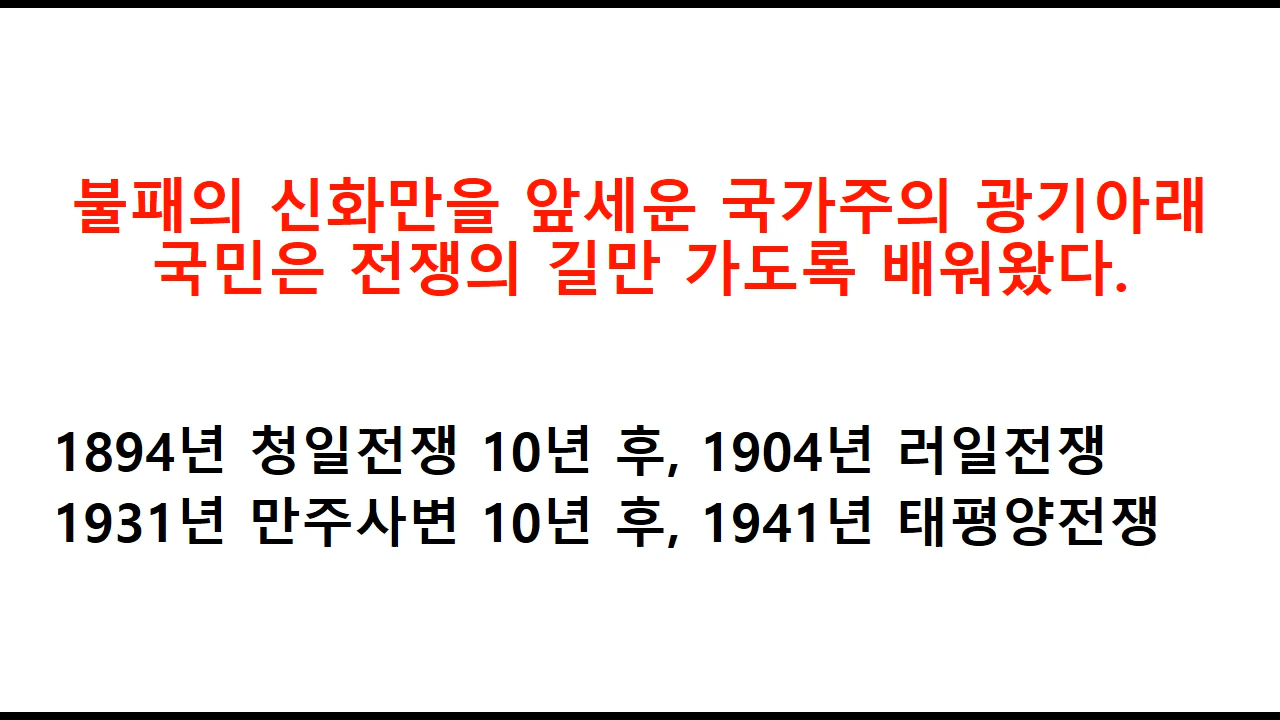 불패의 신화만을 앞세운 국가주의 광기아래
국민은 전쟁의 길만 가도록 배워왔다.
1894년 청일전쟁 10년 후, 1904년 러일전쟁
1931년 만주사변 10년 후, 1941년 태평양전쟁